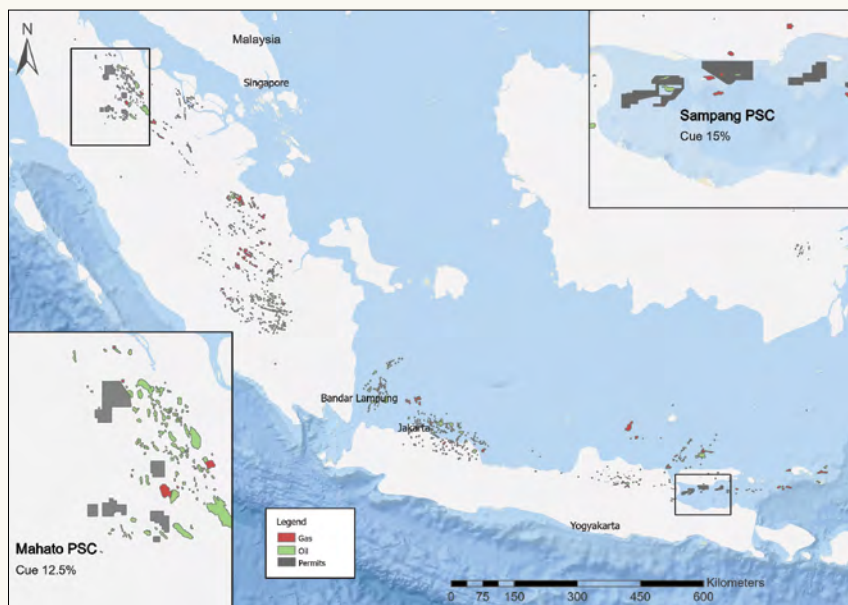 N
Malaysia
Singapore
Sampang PSC
Cue 15%
Bandar Lampung
Jakarta
Yogyakarta
Mahato PSC
Cue 12.5%
Legend
Gas
Oil
Permits
Kilometers
0 75 150 300 450 600